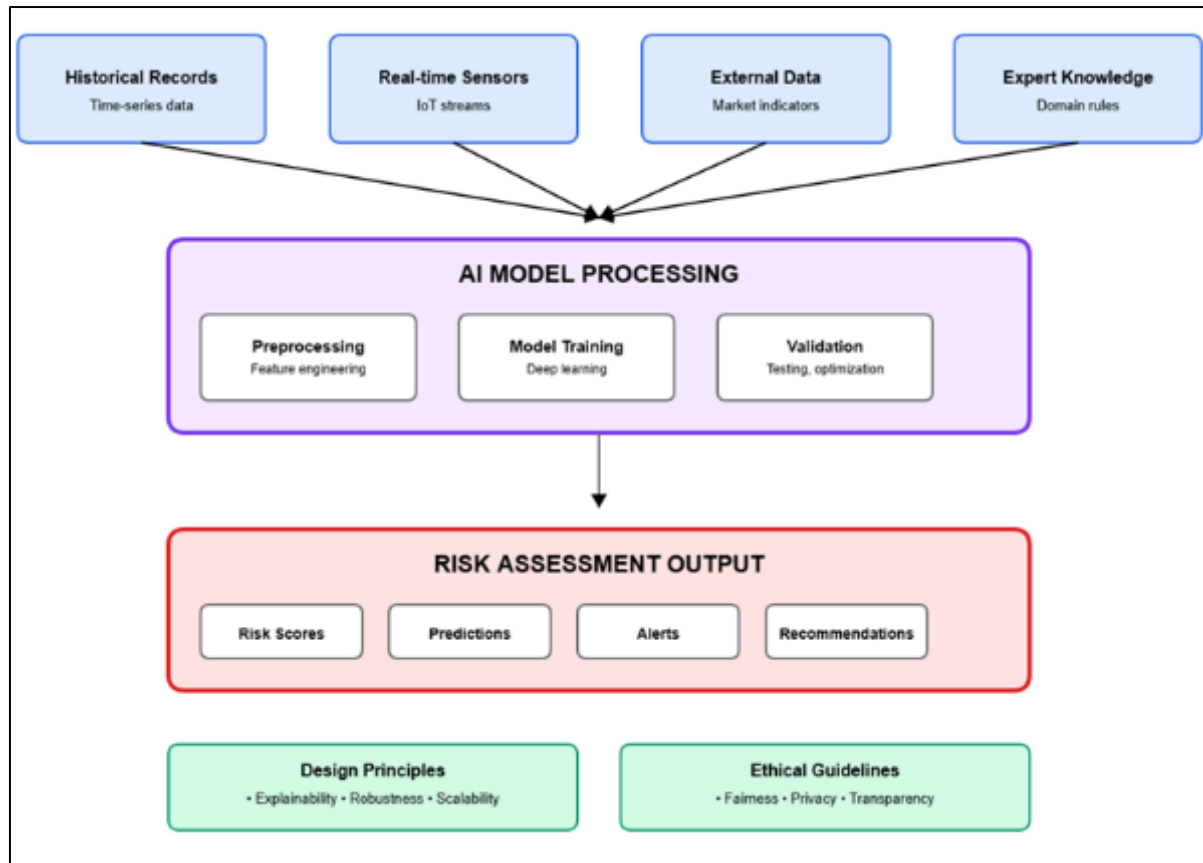 Historical Records
Time-series data
Real-time Sensors
IoT streams
External Data
Market indicators
Expert Knowledge
Domain rules
AI MODEL PROCESSING
Preprocessing
Feature engineering
Model Training
Deep learning
Validation
Testing, optimization
RISK ASSESSMENT OUTPUT
Risk Scores
Predictions
Alerts
Recommendations
Design Principles
• Explainability • Robustness • Scalability
Ethical Guidelines
• Fairness • Privacy • Transparency